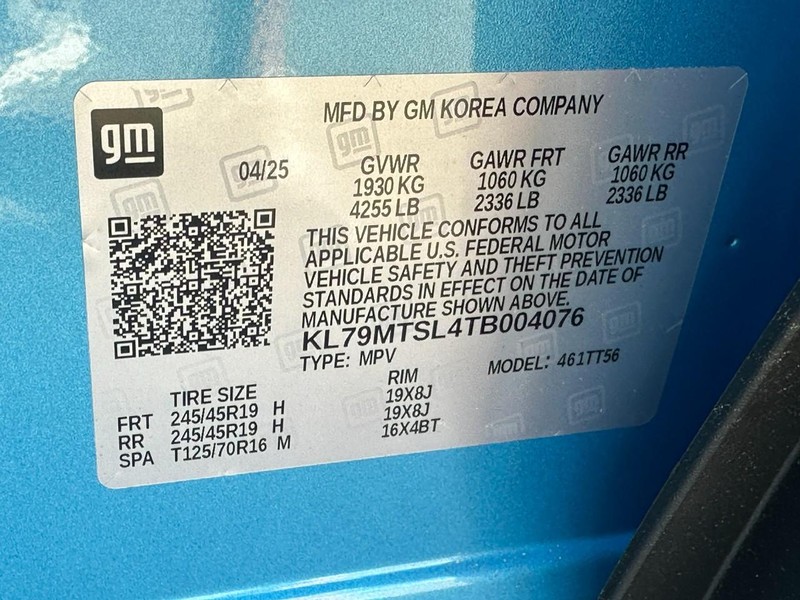 gm
MFD BY GM KOREA COMPANY
04/25
GVWR GAWR FRT GAWR RR
1930 KG 1060 KG 1060 KG
4255 LB 2336 LB 2336 LB
THIS VEHICLE CONFORMS TO ALL
APPLICABLE U.S. FEDERAL MOTOR
VEHICLE SAFETY AND THEFT PREVENTION
STANDARDS IN EFFECT ON THE DATE OF
MANUFACTURE SHOWN ABOVE.
KL79MTSL4TB004076
TYPE: MPV MODEL: 461TT56
TIRE SIZE RIM
FRT 245/45R19 H 19X8J
RR 245/45R19 H 19X8J
SPA T125/70R16 M 16X4BT